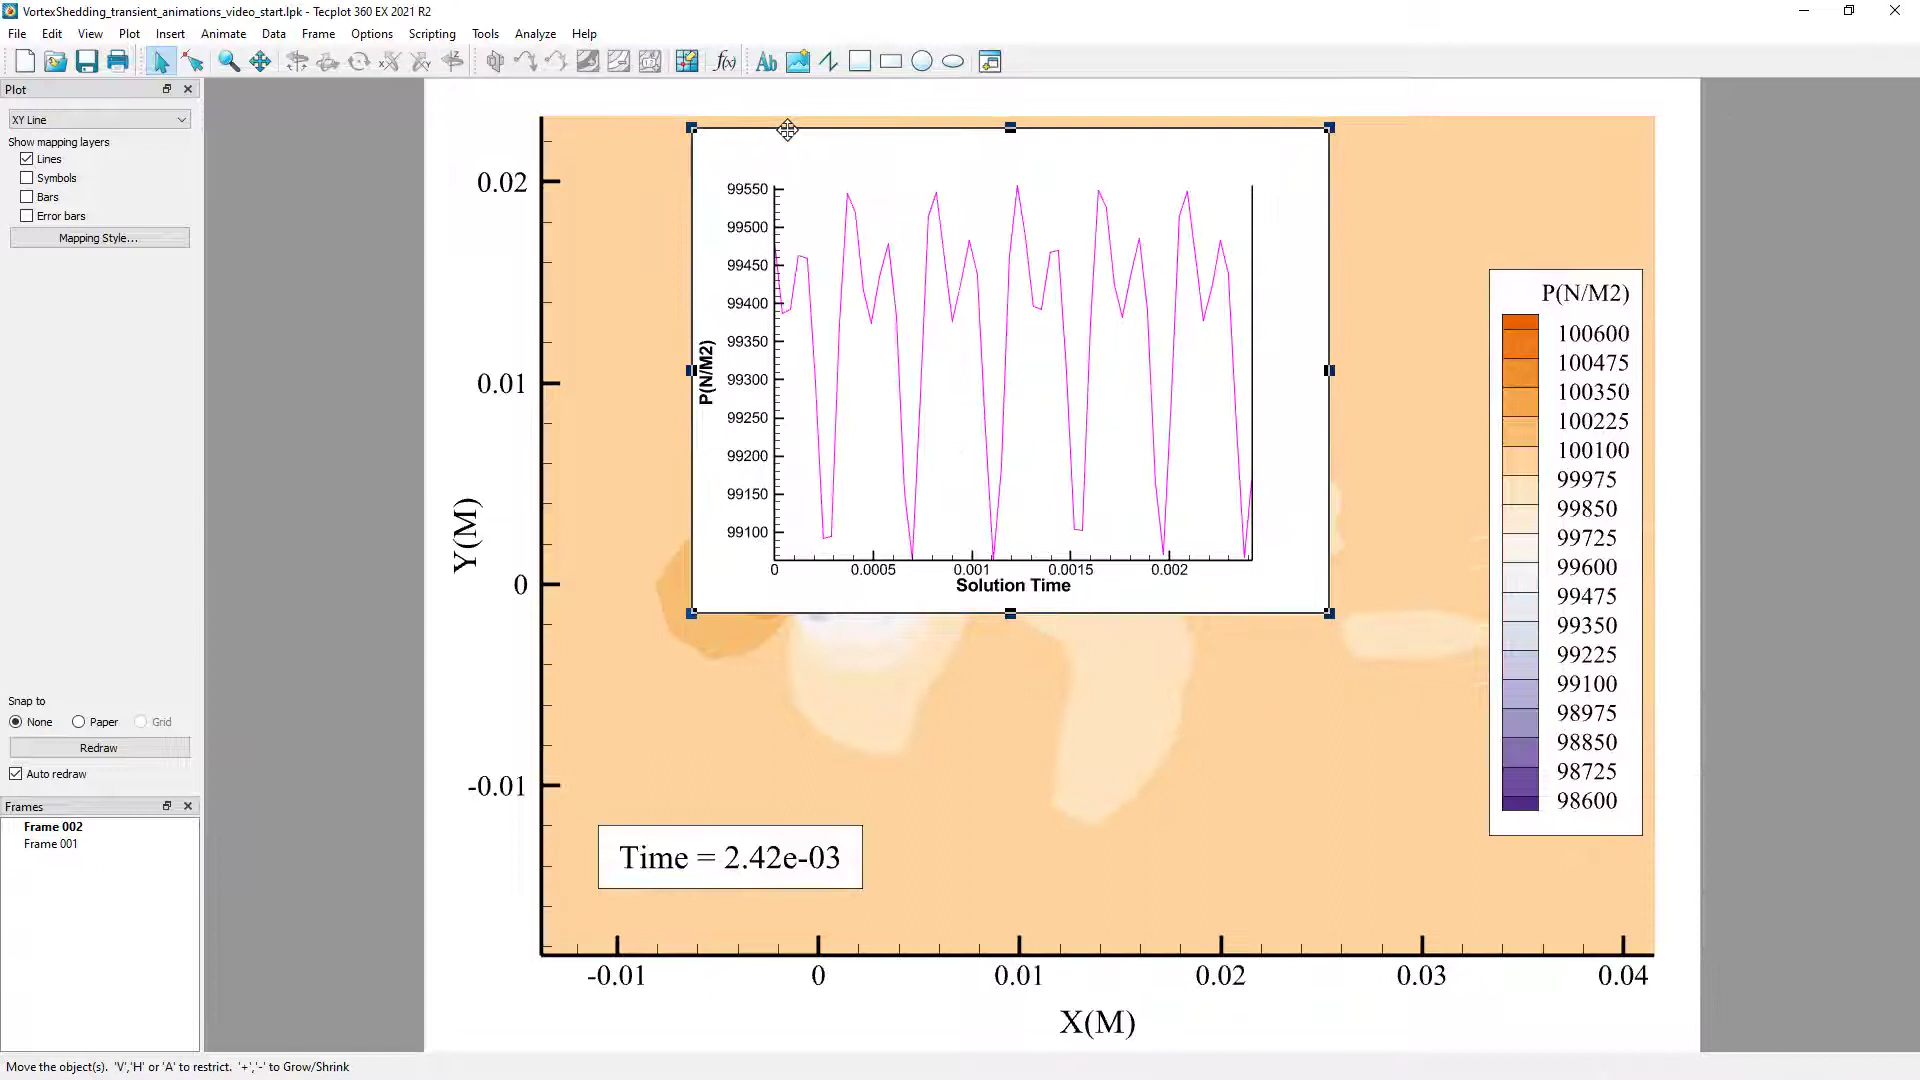 VortexShedding_transient_animations_video_start.lpk - Tecplot 360 EX 2021 R2
File Edit View Plot Insert Animate Data Frame Options Scripting Tools Analyze Help
Plot
XY Line
Show mapping layers
Lines
Symbols
Bars
Error bars
Mapping Style...
Snap to
None Paper Grid
Redraw
Auto redraw
Frames
Frame 002
Frame 001
99550
99500
99450
99400
99350
99300
99250
99200
99150
99100
P(N/M2)
0 0.0005 0.001 0.0015 0.002
Solution Time
0.02
0.01
0
-0.01
Y(M)
P(N/M2)
100600
100475
100350
100225
100100
99975
99850
99725
99600
99475
99350
99225
99100
98975
98850
98725
98600
Time = 2.42e-03
-0.01 0 0.01 0.02 0.03 0.04
X(M)
Move the object(s). 'V','H' or 'A' to restrict. '+','-' to Grow/Shrink